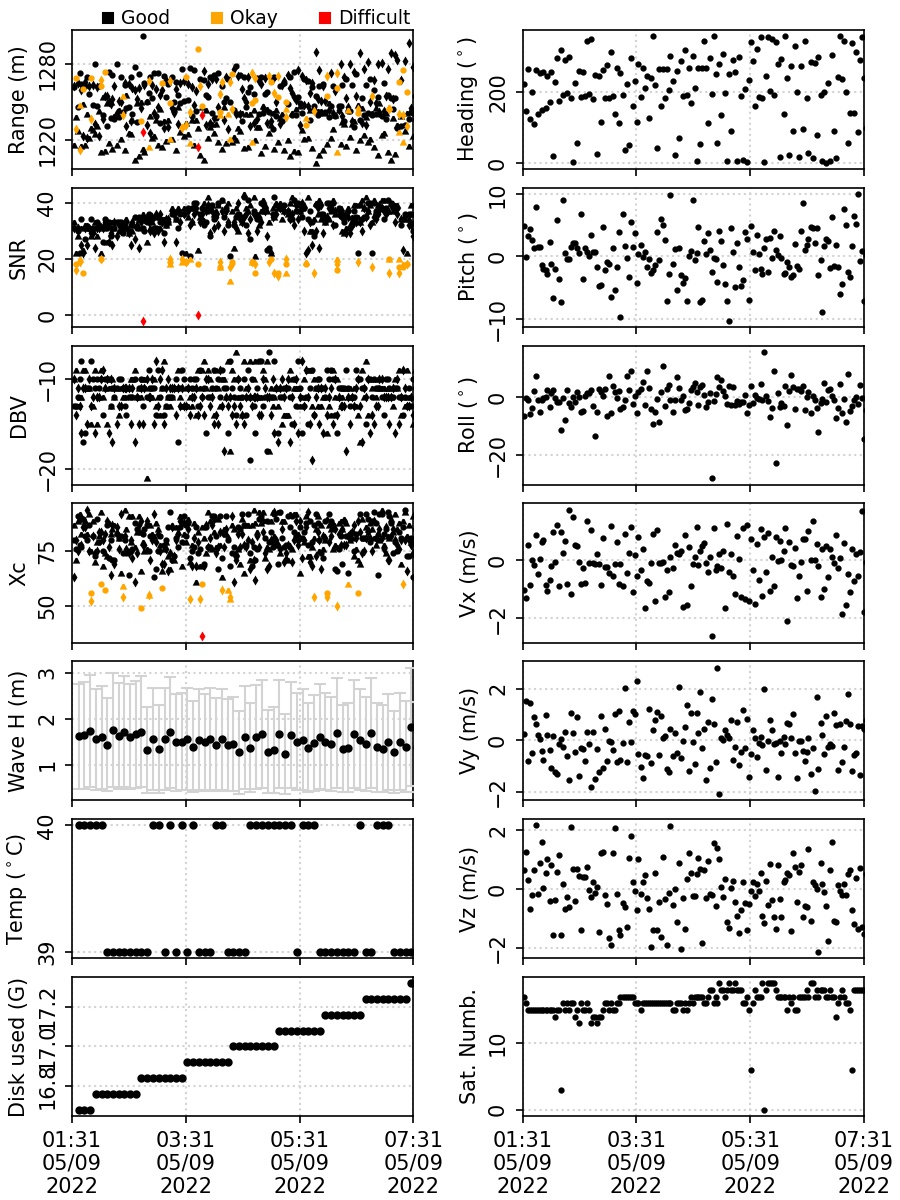 Good Okay Difficult
Range (m) 1280 1220
Heading (°) 200 0
SNR 40 20 0
Pitch (°) 10 0 −10
DBV −10 −20
Roll (°) 0 −20
Xc 75 50
Vx (m/s) 0 −2
Wave H (m) 3 2 1
Vy (m/s) 2 0 −2
Temp (°C) 40 39
Vz (m/s) 2 0 −2
Disk used (G) 17.2 17.0 16.8
Sat. Numb. 10 0
01:31 03:31 05:31 07:31 01:31 03:31 05:31 07:31
05/09 05/09 05/09 05/09 05/09 05/09 05/09 05/09
2022 2022 2022 2022 2022 2022 2022 2022